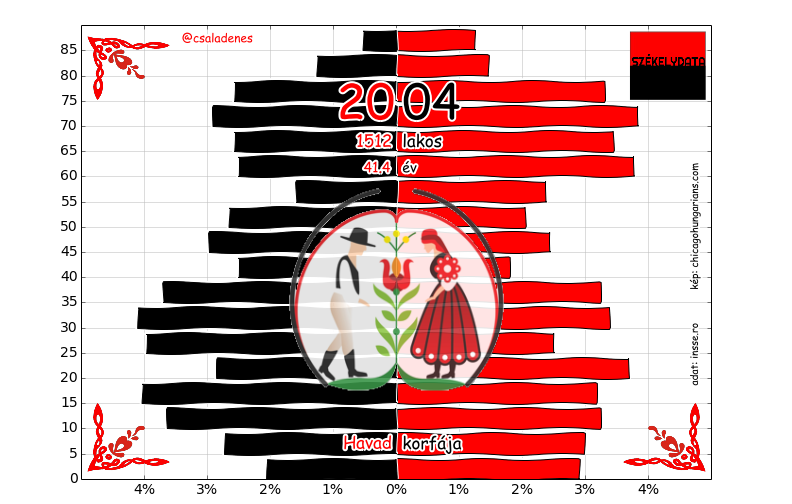 @csaladenes
SZÉKELYDATA
2004
1512 lakos
41.4 év
Havad korfája
kép: chicagohungarians.com
adat: insse.ro
85
80
75
70
65
60
55
50
45
40
35
30
25
20
15
10
5
0
4% 3% 2% 1% 0% 1% 2% 3% 4%